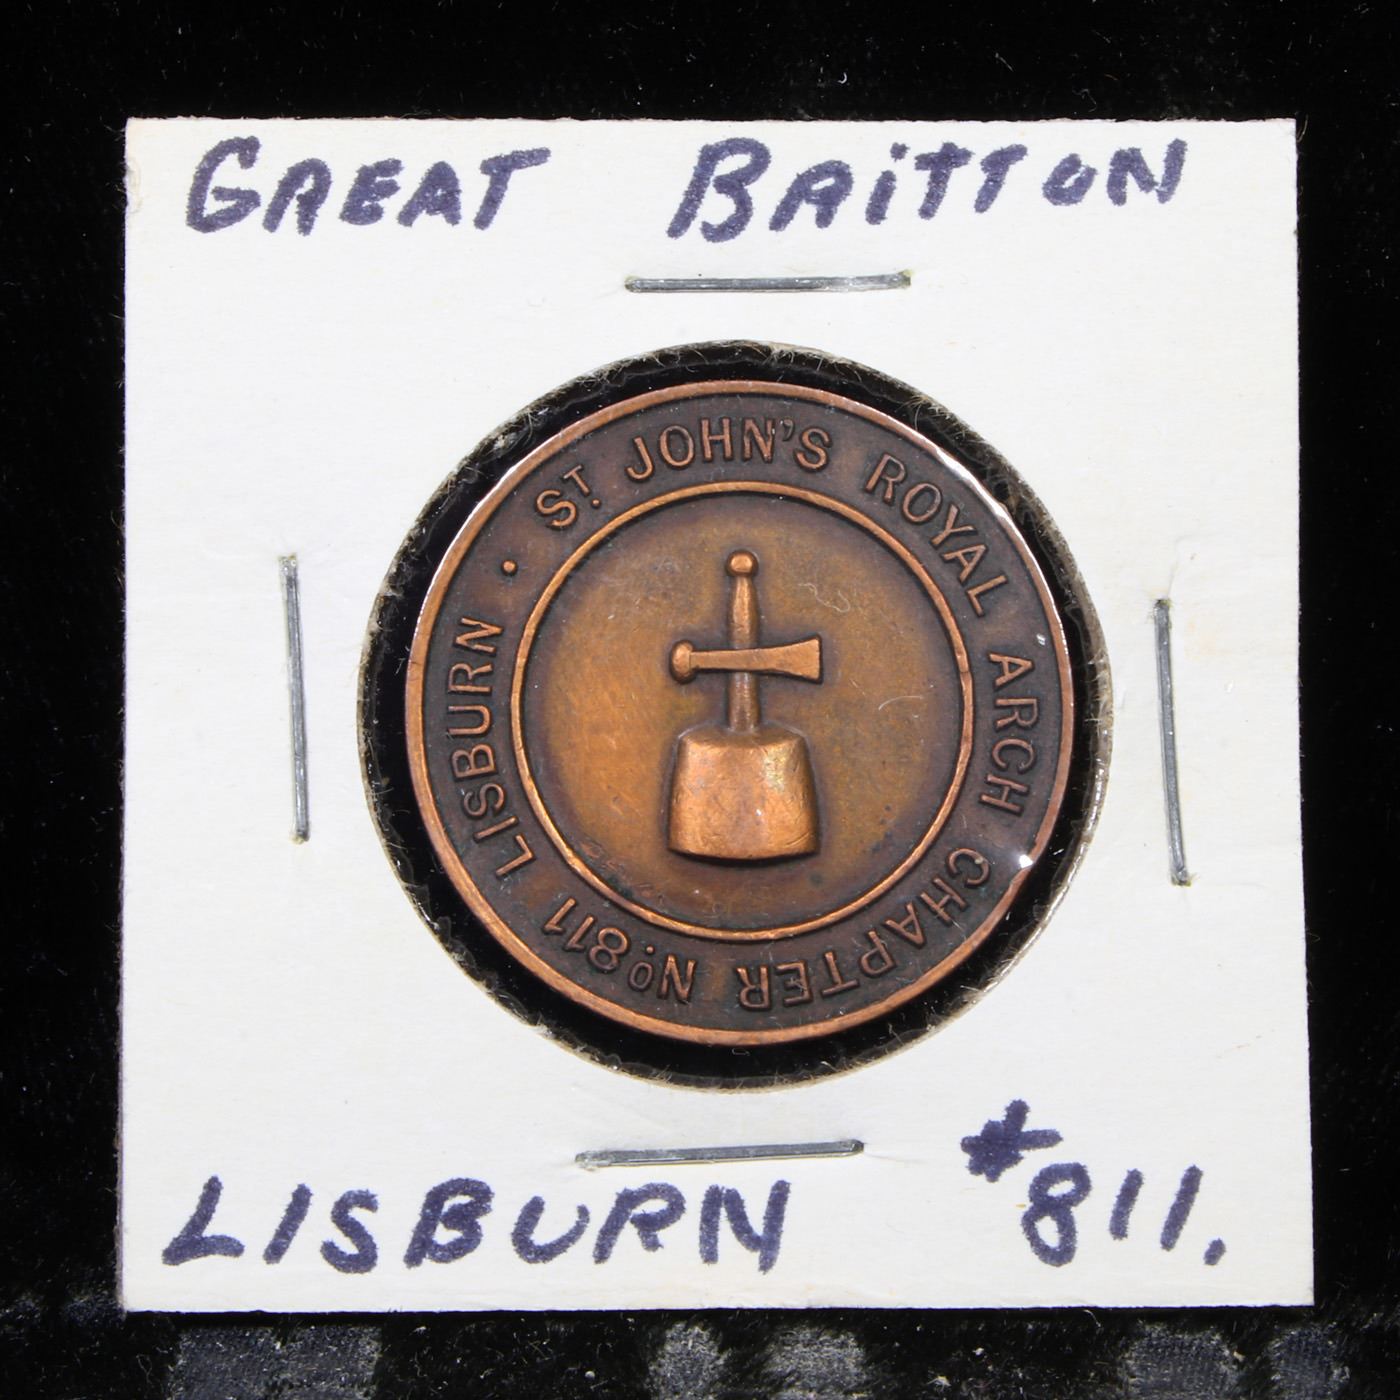 GREAT BRiTTON
ST. JOHN'S ROYAL ARCH CHAPTER No. 811 LISBURN ·
LISBURN *811.